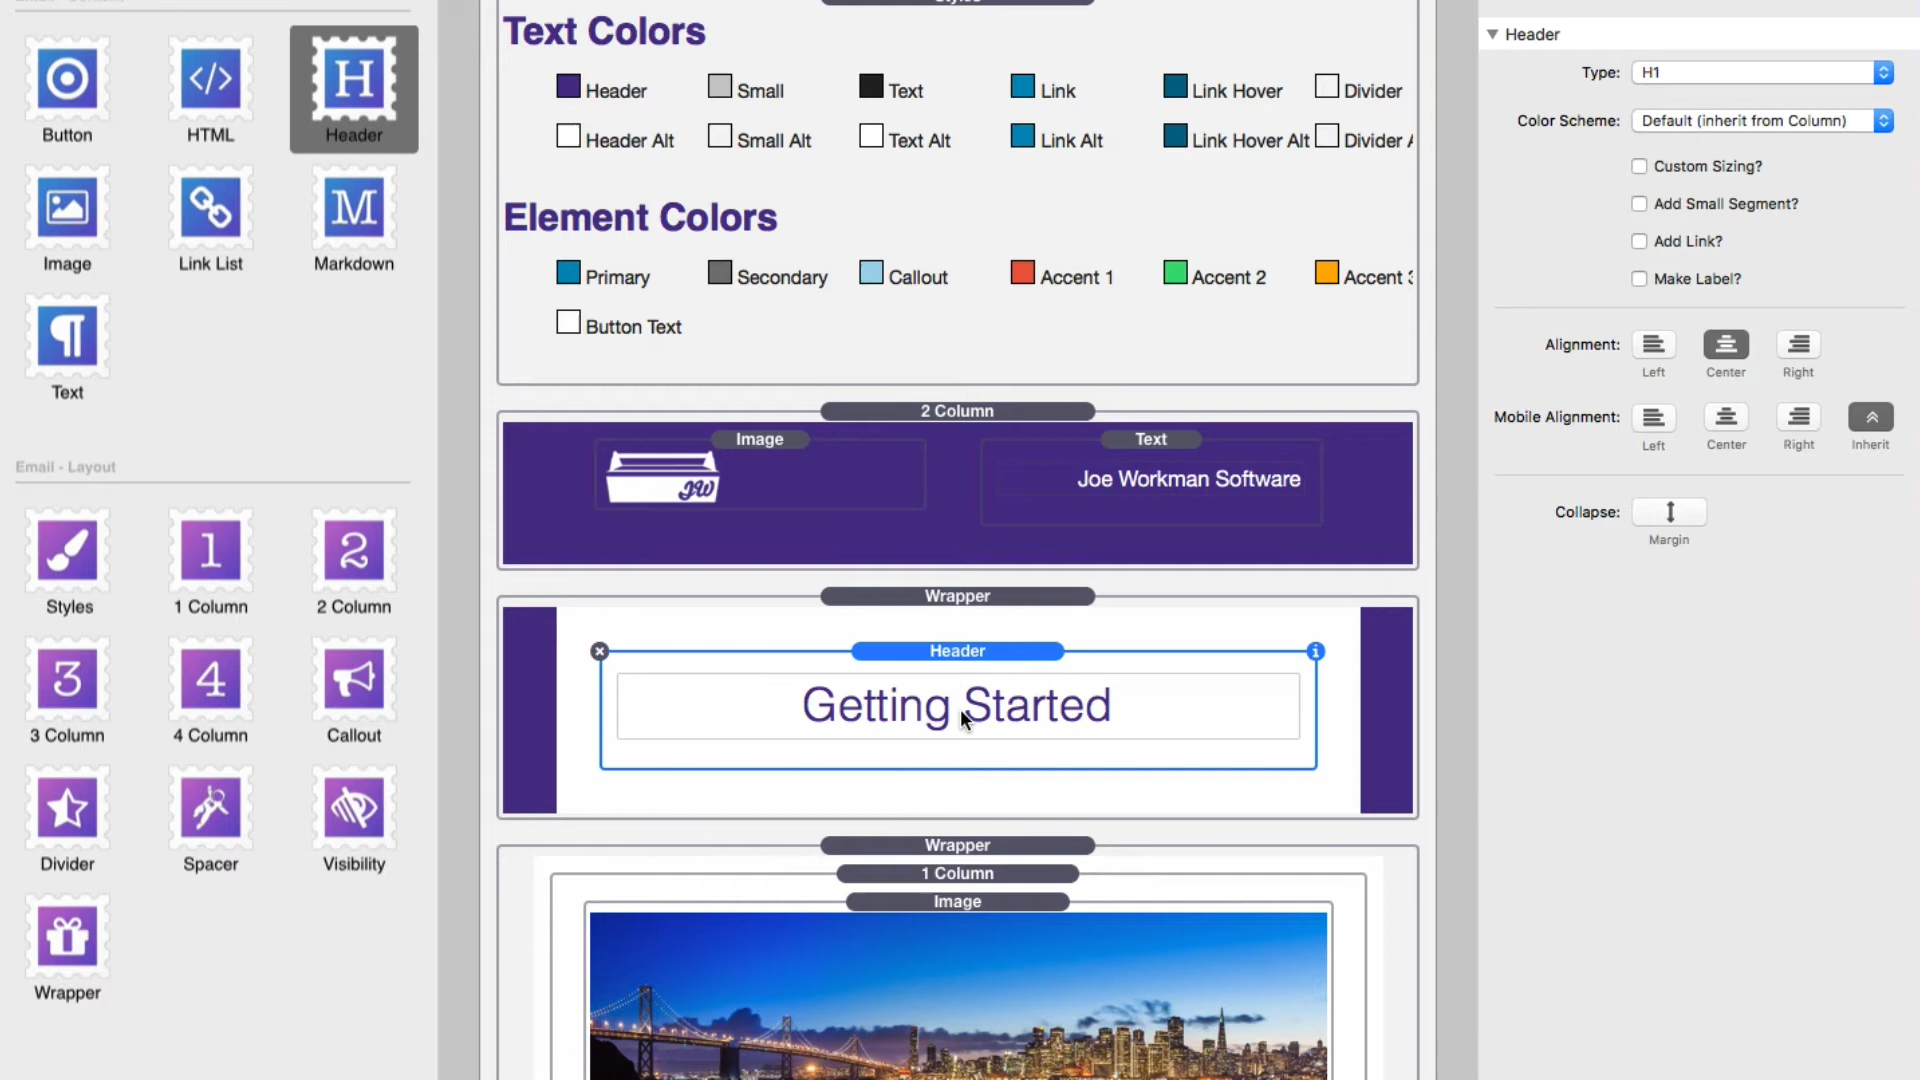 Button
HTML
Header
Image
Link List
Markdown
Text
Email - Layout
Styles
1 Column
2 Column
3 Column
4 Column
Callout
Divider
Spacer
Visibility
Wrapper
Styles
Text Colors
Header
Small
Text
Link
Link Hover
Divider
Header Alt
Small Alt
Text Alt
Link Alt
Link Hover Alt
Divider
Element Colors
Primary
Secondary
Callout
Accent 1
Accent 2
Accent
Button Text
2 Column
Image
Text
JW
Joe Workman Software
Wrapper
Header
Getting Started
Wrapper
1 Column
Image
Header
Type:
H1
Color Scheme:
Default (inherit from Column)
Custom Sizing?
Add Small Segment?
Add Link?
Make Label?
Alignment:
Left
Center
Right
Mobile Alignment:
Left
Center
Right
Inherit
Collapse:
Margin